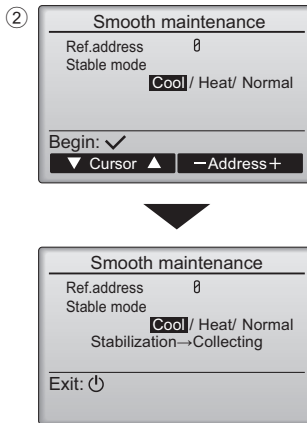 ②
Smooth maintenance
Ref.address 0
Stable mode
Cool / Heat/ Normal
Begin: ✓
▼ Cursor ▲ −Address+
Smooth maintenance
Ref.address 0
Stable mode
Cool / Heat/ Normal
Stabilization→Collecting
Exit: ⏻